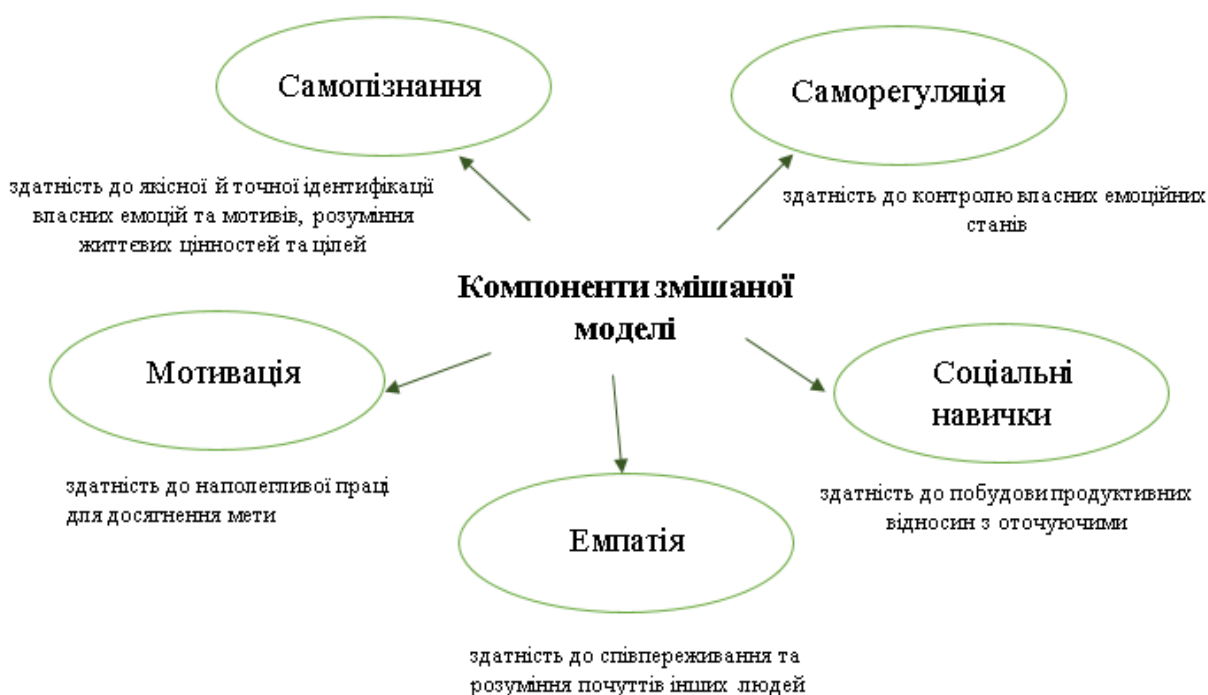 Самопізнання
Саморегуляція
здатність до якісної й точної ідентифікації
власних емоцій та мотивів, розуміння
життєвих цінностей та цілей
здатність до контролю власних емоційних
станів
Компоненти змішаної
моделі
Мотивація
Соціальні
навички
здатність до наполегливої праці
для досягнення мети
здатність до побудови продуктивних
відносин з оточуючими
Емпатія
здатність до співпереживання та
розуміння почуттів інших людей